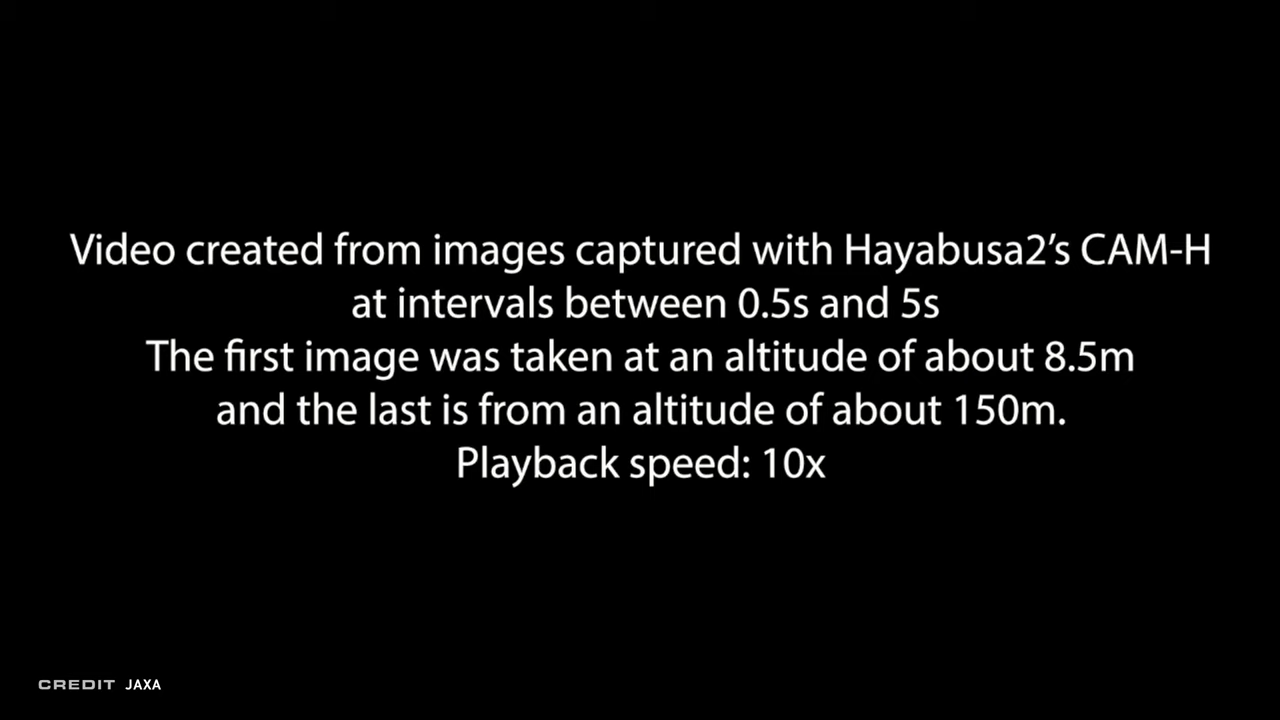 Video created from images captured with Hayabusa2’s CAM-H
at intervals between 0.5s and 5s
The first image was taken at an altitude of about 8.5m
and the last is from an altitude of about 150m.
Playback speed: 10x
CREDIT JAXA